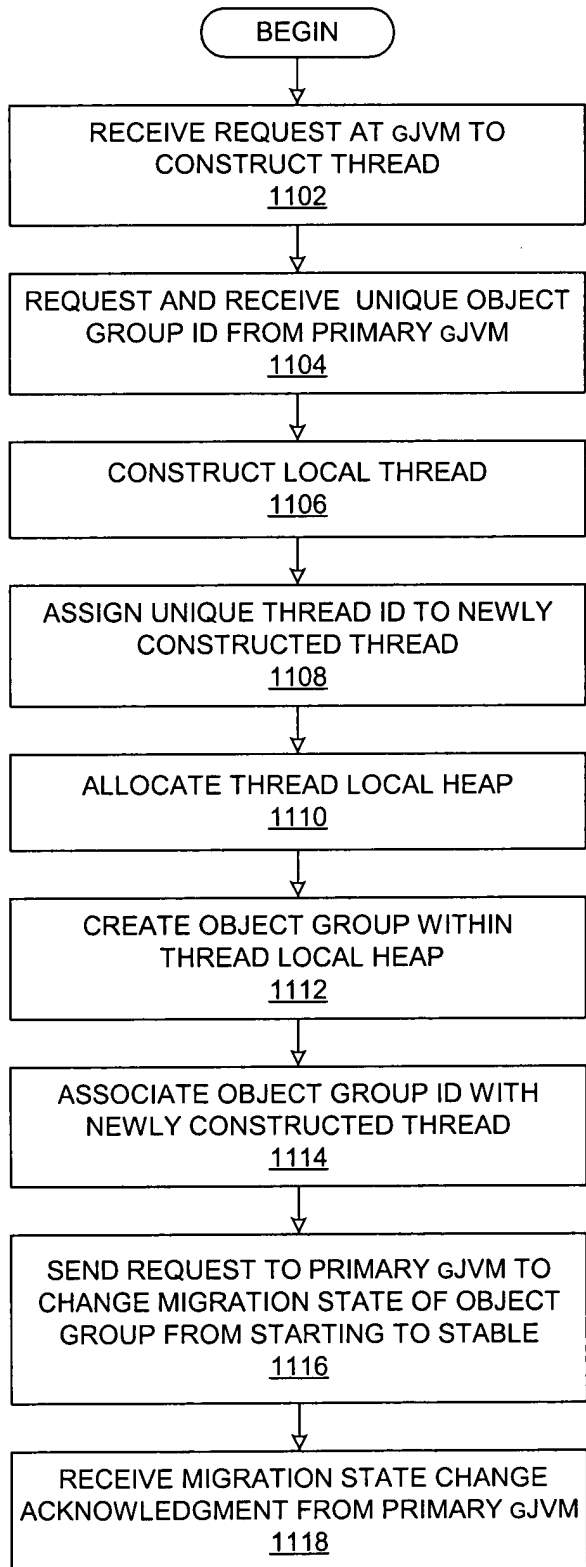 BEGIN
RECEIVE REQUEST AT GJVM TO
CONSTRUCT THREAD
1102
REQUEST AND RECEIVE UNIQUE OBJECT
GROUP ID FROM PRIMARY GJVM
1104
CONSTRUCT LOCAL THREAD
1106
ASSIGN UNIQUE THREAD ID TO NEWLY
CONSTRUCTED THREAD
1108
ALLOCATE THREAD LOCAL HEAP
1110
CREATE OBJECT GROUP WITHIN
THREAD LOCAL HEAP
1112
ASSOCIATE OBJECT GROUP ID WITH
NEWLY CONSTRUCTED THREAD
1114
SEND REQUEST TO PRIMARY GJVM TO
CHANGE MIGRATION STATE OF OBJECT
GROUP FROM STARTING TO STABLE
1116
RECEIVE MIGRATION STATE CHANGE
ACKNOWLEDGMENT FROM PRIMARY GJVM
1118